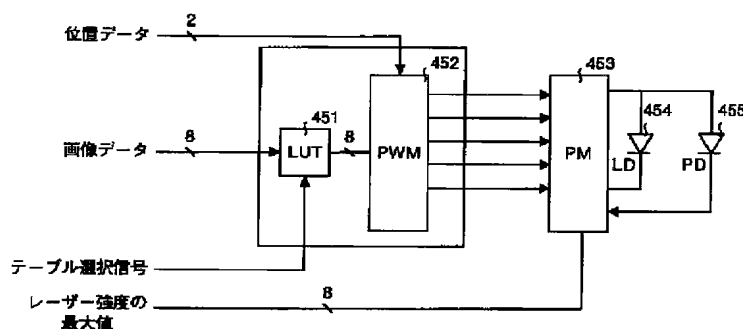 位置データ
2
452
453
454
455
画像データ
8
451
LUT
8
PWM
PM
LD
PD
テーブル選択信号
レーザー強度の
最大値
8